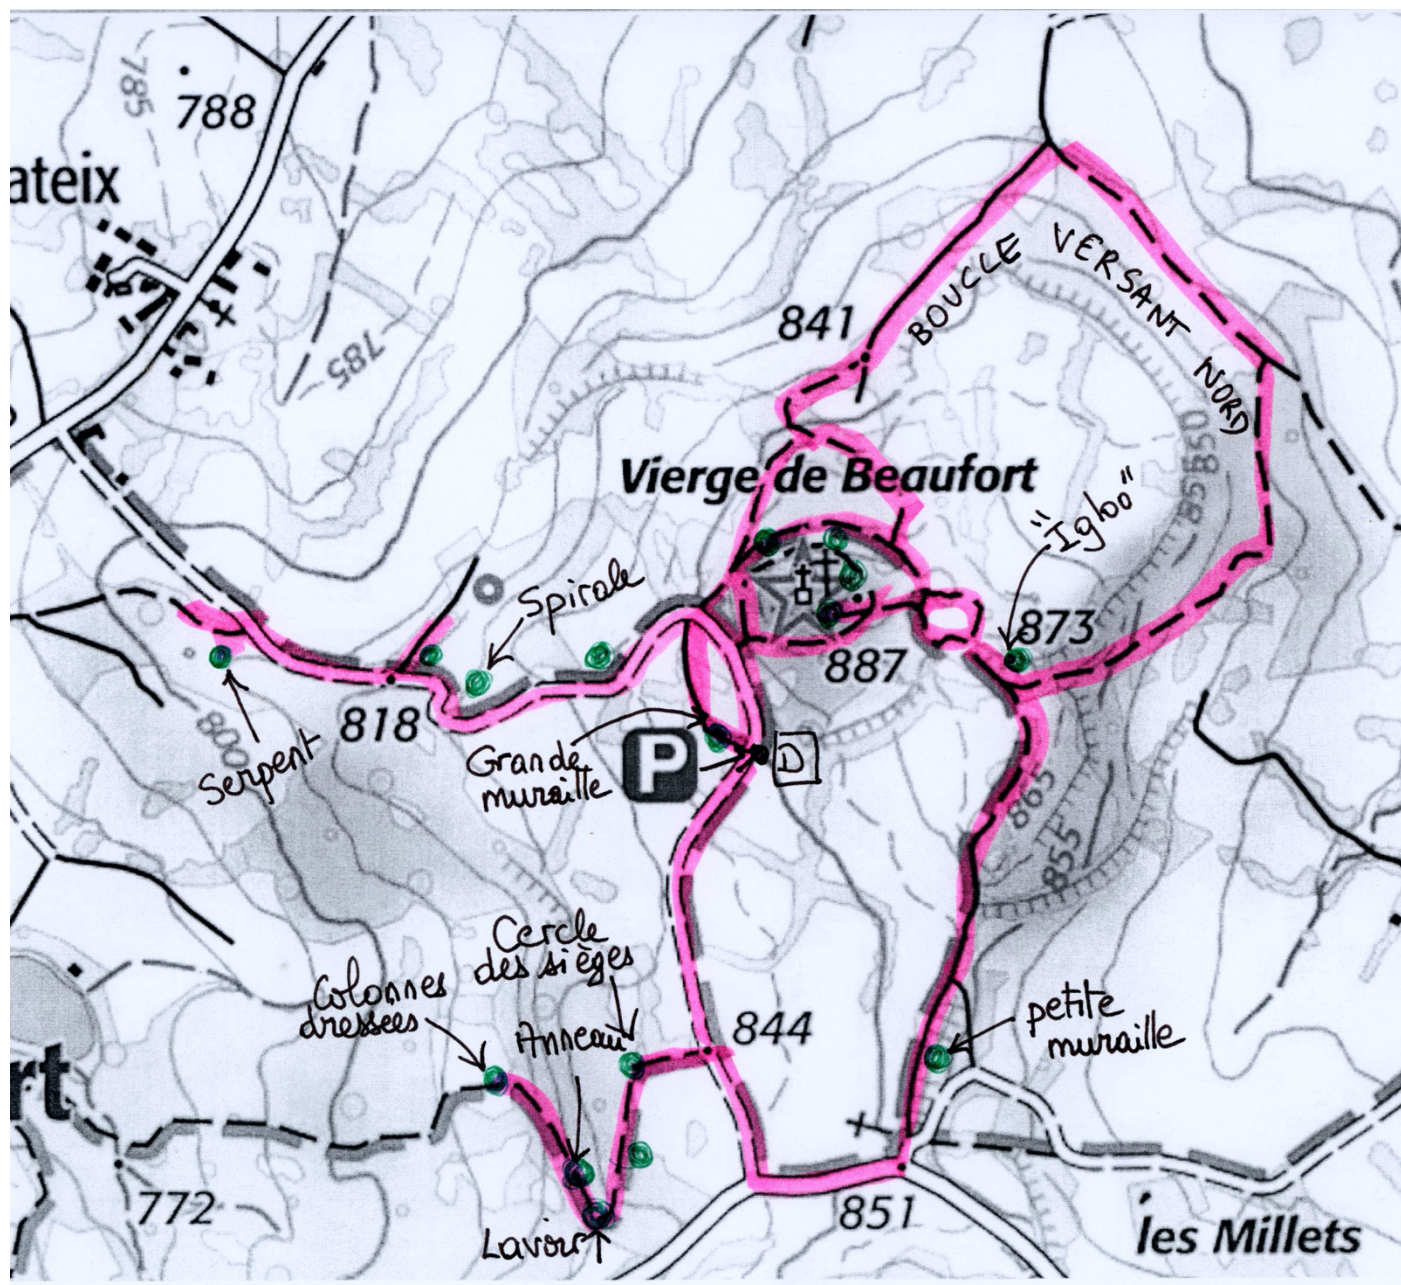 788
785
ateix
785
841
BOUCLE VERSANT NORD
850
Vierge de Beaufort
"Igloo"
Spirale
873
887
818
800
Serpent
Grande
muraille
P
D
865
855
Cercle
des sièges
Colonnes
dressées
Anneau
844
petite
muraille
rt
772
Lavoir
851
les Millets